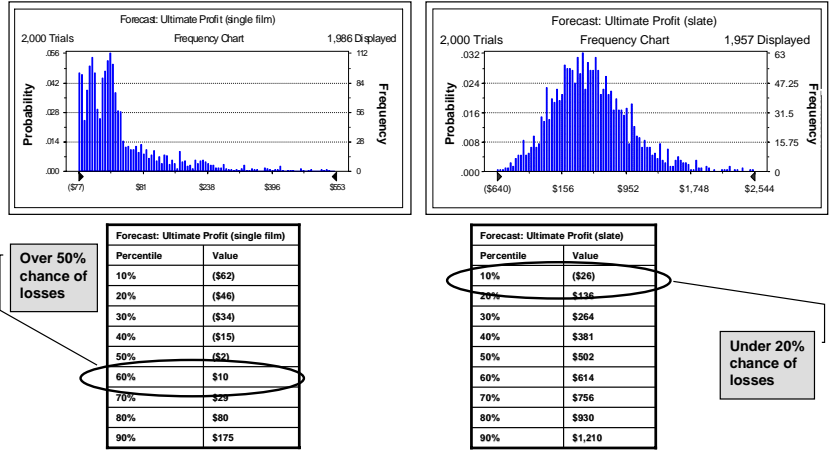 Forecast: Ultimate Profit (single film)
2,000 Trials Frequency Chart 1,986 Displayed
Probability
.056
.042
.028
.014
.000
112
84
56
28
0
Frequency
($77) $81 $238 $396 $553
Forecast: Ultimate Profit (slate)
2,000 Trials Frequency Chart 1,957 Displayed
Probability
.032
.024
.016
.008
.000
63
47.25
31.5
15.75
0
Frequency
($640) $156 $952 $1,748 $2,544
Over 50%
chance of
losses
Forecast: Ultimate Profit (single film)
Percentile Value
10% ($62)
20% ($46)
30% ($34)
40% ($15)
50% ($2)
60% $10
70% $29
80% $80
90% $175
Forecast: Ultimate Profit (slate)
Percentile Value
10% ($26)
20% $136
30% $264
40% $381
50% $502
60% $614
70% $756
80% $930
90% $1,210
Under 20%
chance of
losses